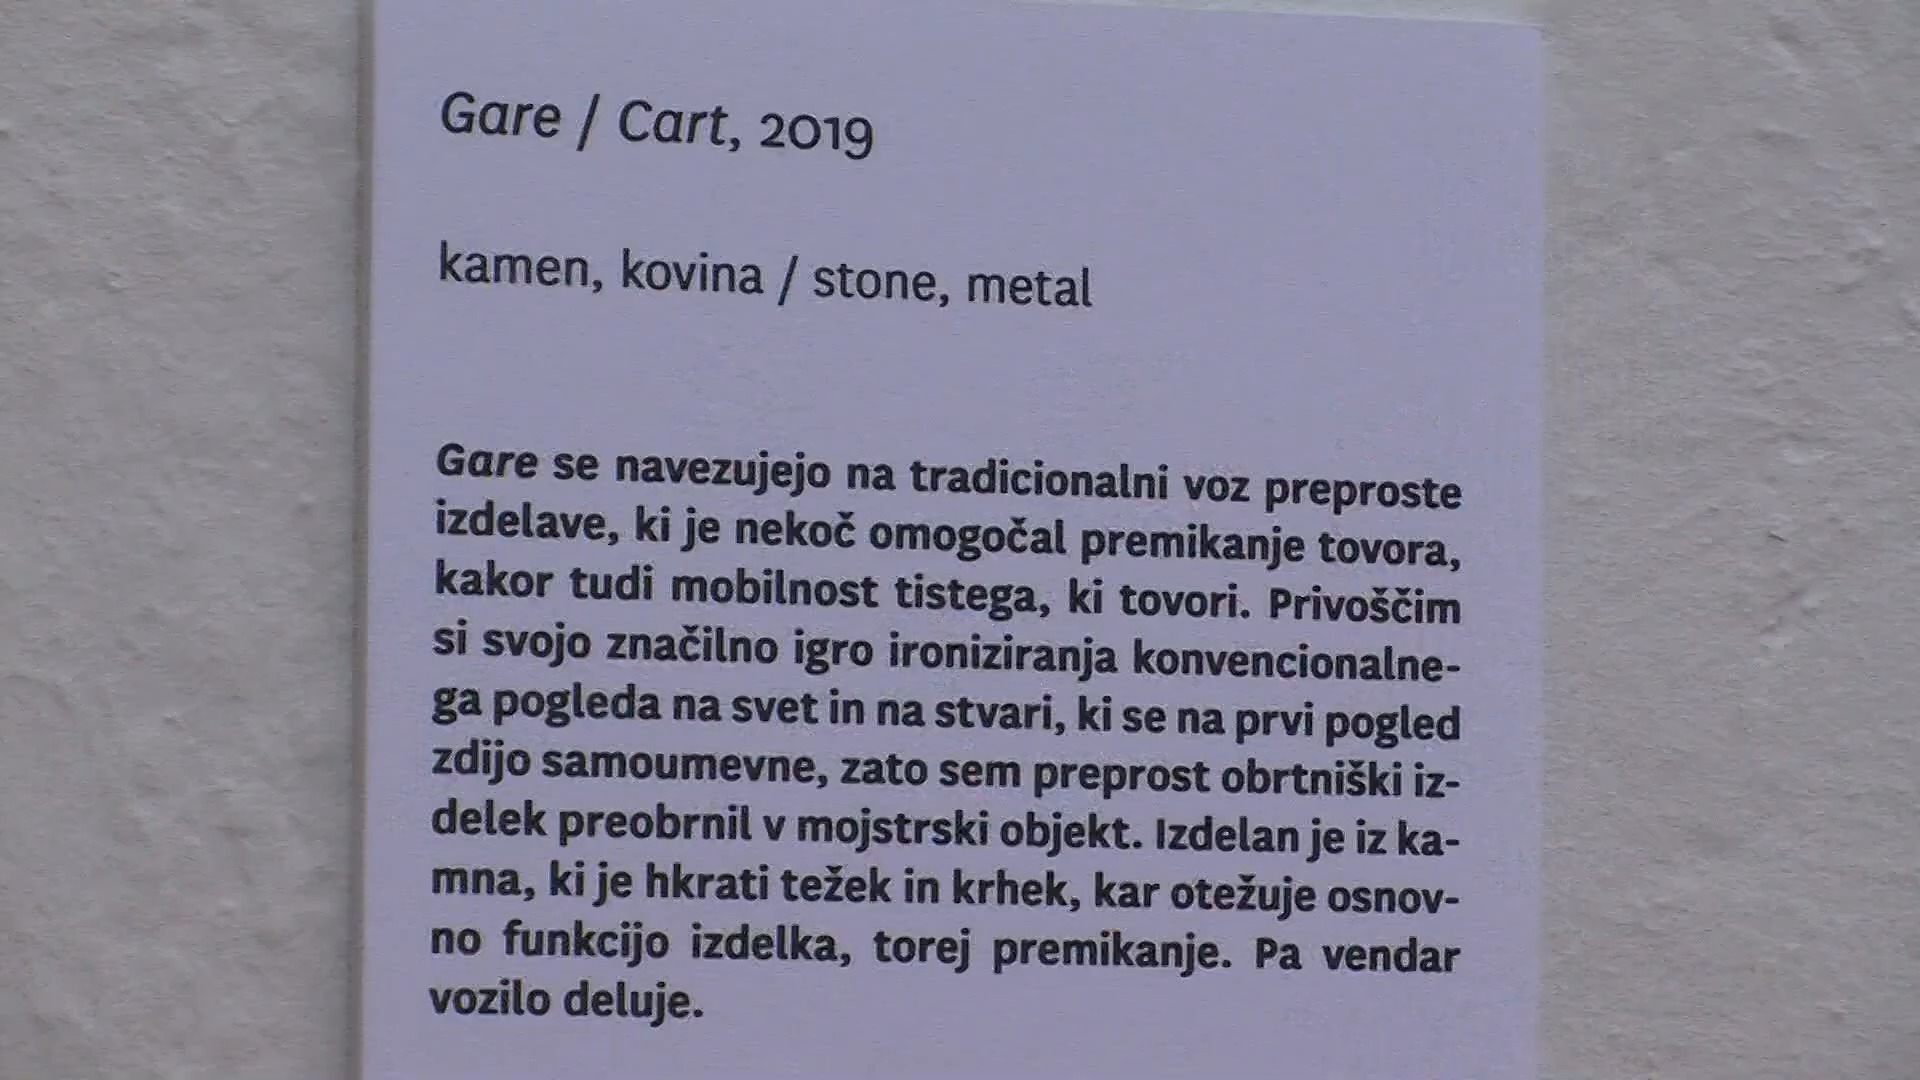 Gare / Cart, 2019
kamen, kovina / stone, metal
Gare se navezujejo na tradicionalni voz preproste
izdelave, ki je nekoč omogočal premikanje tovora,
kakor tudi mobilnost tistega, ki tovori. Privoščim
si svojo značilno igro ironiziranja konvencionalne-
ga pogleda na svet in na stvari, ki se na prvi pogled
zdijo samoumevne, zato sem preprost obrtniški iz-
delek preobrnil v mojstrski objekt. Izdelan je iz ka-
mna, ki je hkrati težek in krhek, kar otežuje osnov-
no funkcijo izdelka, torej premikanje. Pa vendar
vozilo deluje.